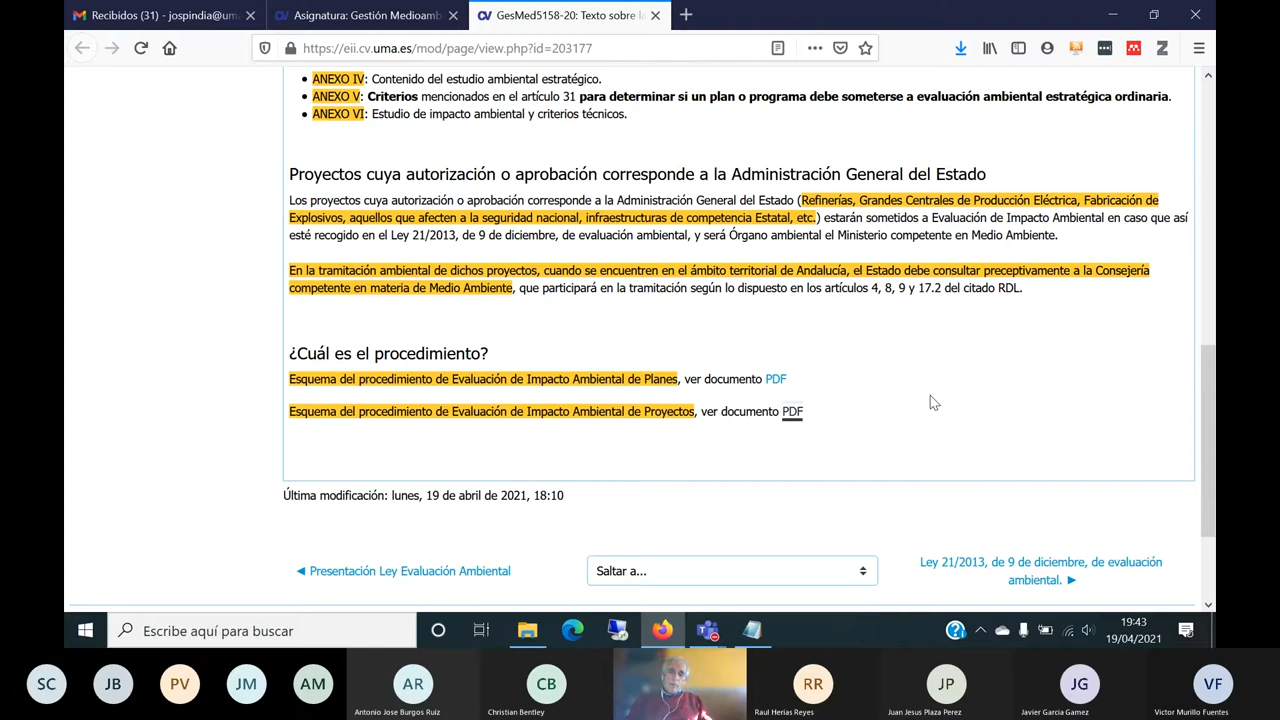 Recibidos (31) - jospindia@uma
Asignatura: Gestión Medioamb
GesMed5158-20: Texto sobre la
https://eii.cv.uma.es/mod/page/view.php?id=203177
ANEXO IV: Contenido del estudio ambiental estratégico.
ANEXO V: Criterios mencionados en el artículo 31 para determinar si un plan o programa debe someterse a evaluación ambiental estratégica ordinaria.
ANEXO VI: Estudio de impacto ambiental y criterios técnicos.
Proyectos cuya autorización o aprobación corresponde a la Administración General del Estado
Los proyectos cuya autorización o aprobación corresponde a la Administración General del Estado (Refinerías, Grandes Centrales de Producción Eléctrica, Fabricación de
Explosivos, aquellos que afecten a la seguridad nacional, infraestructuras de competencia Estatal, etc.) estarán sometidos a Evaluación de Impacto Ambiental en caso que así
esté recogido en el Ley 21/2013, de 9 de diciembre, de evaluación ambiental, y será Órgano ambiental el Ministerio competente en Medio Ambiente.
En la tramitación ambiental de dichos proyectos, cuando se encuentren en el ámbito territorial de Andalucía, el Estado debe consultar preceptivamente a la Consejería
competente en materia de Medio Ambiente, que participará en la tramitación según lo dispuesto en los artículos 4, 8, 9 y 17.2 del citado RDL.
¿Cuál es el procedimiento?
Esquema del procedimiento de Evaluación de Impacto Ambiental de Planes, ver documento PDF
Esquema del procedimiento de Evaluación de Impacto Ambiental de Proyectos, ver documento PDF
Última modificación: lunes, 19 de abril de 2021, 18:10
◄ Presentación Ley Evaluación Ambiental
Saltar a...
Ley 21/2013, de 9 de diciembre, de evaluación
ambiental. ►
Escribe aquí para buscar
19:43
19/04/2021
SC
JB
PV
JM
AM
AR
CB
RR
JP
JG
VF
Antonio Jose Burgos Ruiz
Christian Bentley
Raul Herias Reyes
Juan Jesus Plaza Perez
Javier Garcia Gamez
Victor Murillo Fuentes